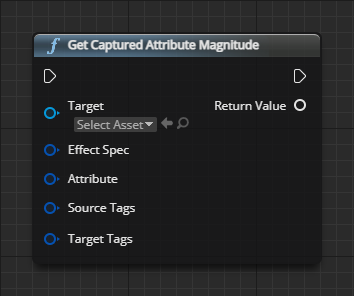 f Get Captured Attribute Magnitude
Target
Return Value
Select Asset
Effect Spec
Attribute
Source Tags
Target Tags